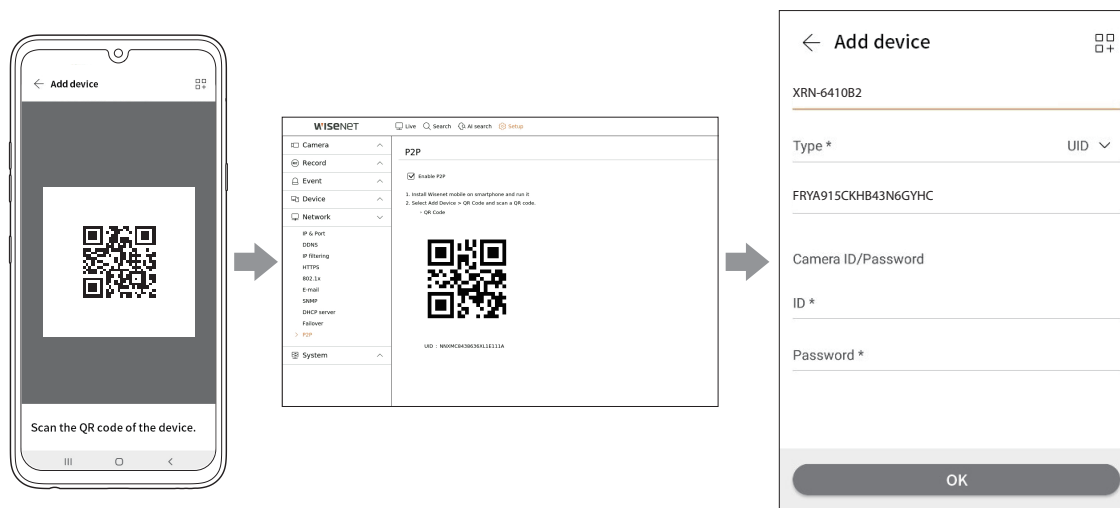 Add device
Scan the QR code of the device.
WISENET
Live Search AI search Setup
Camera
Record
Event
Device
Network
IP & Port
DDNS
IP filtering
HTTPS
802.1x
E-mail
SNMP
DHCP server
Failover
> P2P
System
P2P
Enable P2P
1. Install Wisenet mobile on smartphone and run it
2. Select Add Device > QR Code and scan a QR code.
- QR Code
UID : NNXMC8438636XL1E111A
Add device
XRN-6410B2
Type * UID
FRYA915CKHB43N6GYHC
Camera ID/Password
ID *
Password *
OK